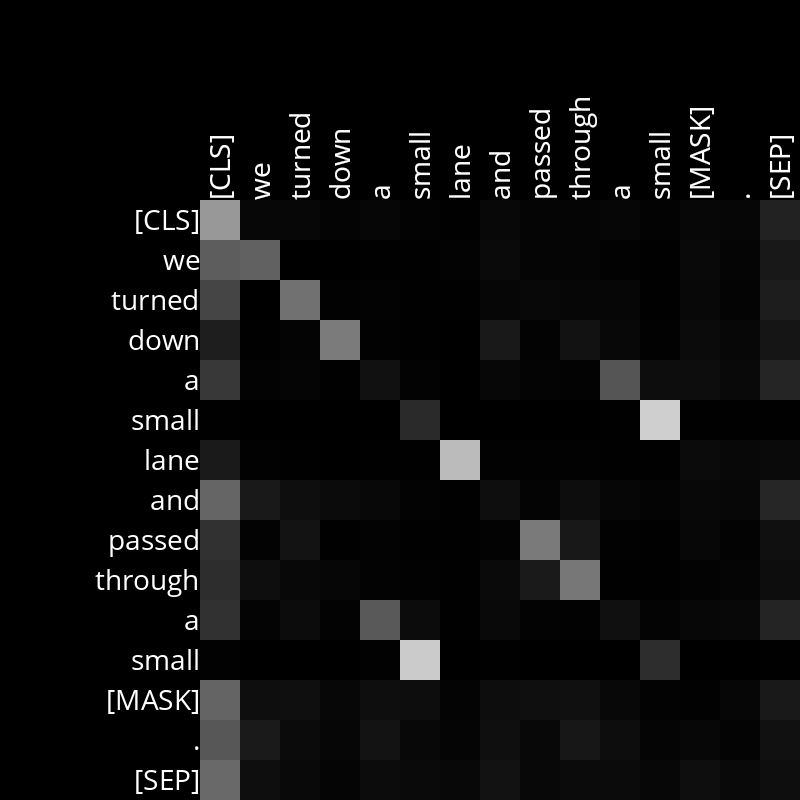 [CLS] we turned down a small lane and passed through a small [MASK] . [SEP]
[CLS]
we
turned
down
a
small
lane
and
passed
through
a
small
[MASK]
.
[SEP]